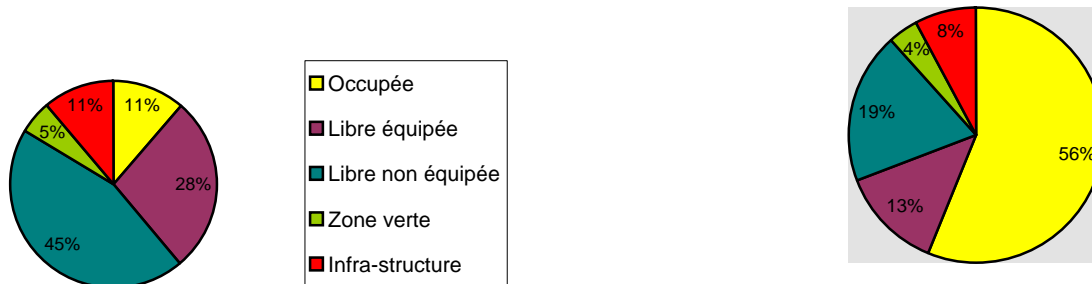 11%
11%
5%
28%
45%
Occupée
Libre équipée
Libre non équipée
Zone verte
Infra-structure
8%
4%
19%
56%
13%